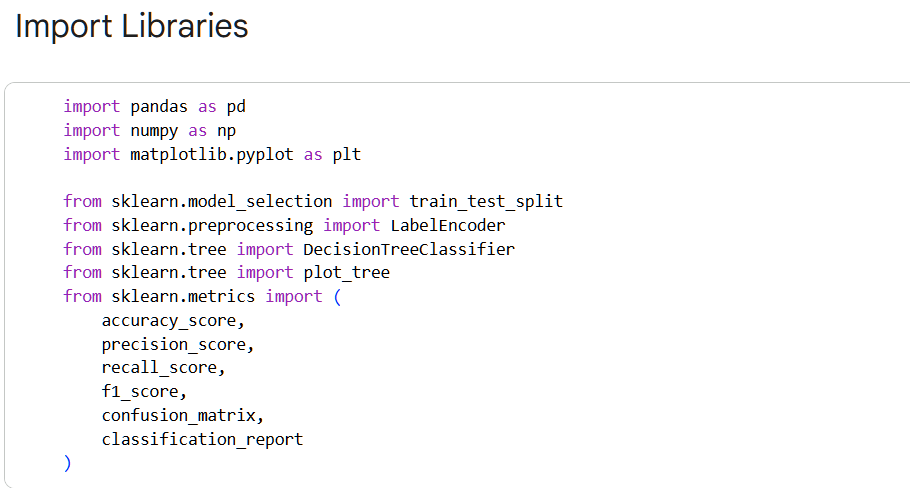 Import Libraries
import pandas as pd
import numpy as np
import matplotlib.pyplot as plt
from sklearn.model_selection import train_test_split
from sklearn.preprocessing import LabelEncoder
from sklearn.tree import DecisionTreeClassifier
from sklearn.tree import plot_tree
from sklearn.metrics import (
    accuracy_score,
    precision_score,
    recall_score,
    f1_score,
    confusion_matrix,
    classification_report
)